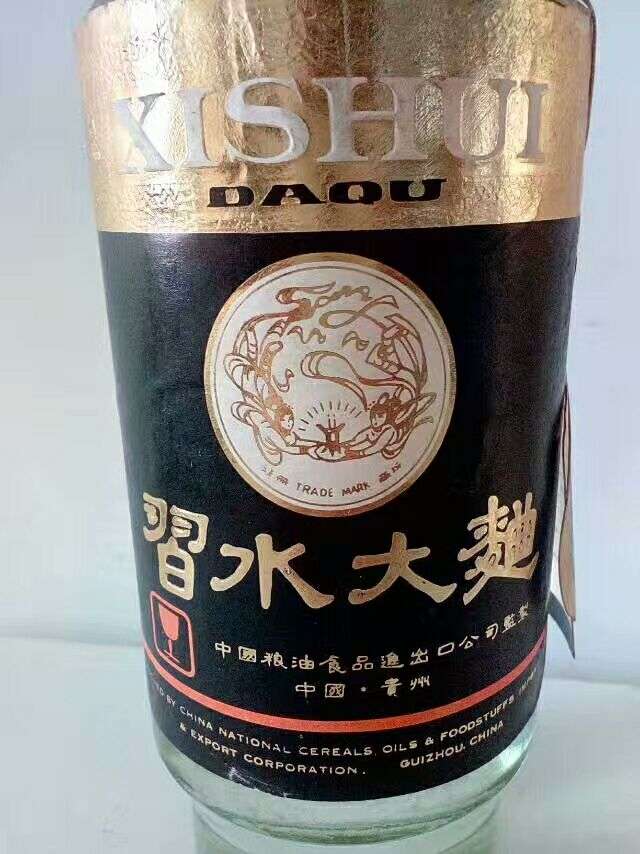 XISHUI
DAQU
TRADE MARK
習水大麯
中國粮油食品進出口公司監製
中國·貴州
BY CHINA NATIONAL CEREALS, OILS & FOODSTUFFS
& EXPORT CORPORATION. GUIZHOU, CHINA